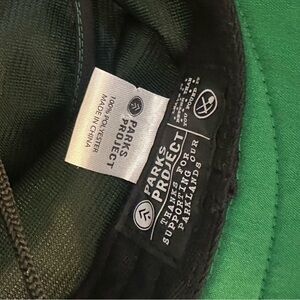 PARKS
PROJECT
100% POLYESTER
MADE IN CHINA
PARKS
PROJECT
THANKS FOR
SUPPORTING
PARKLANDS OUR